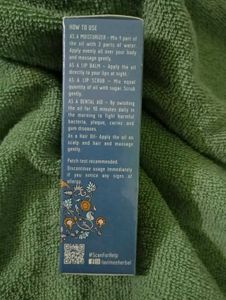 HOW TO USE
AS A MOISTURIZER - Mix 1 part of
the oil with 2 parts of water.
Apply evenly all over your body
and massage gently.
AS A LIP BALM - Apply the oil
directly to your lips at night.
AS A LIP SCRUB - Mix equal
quantity of oil with sugar. Scrub
gently.
AS A DENTAL AID - By swishing
the oil for 10 minutes daily in
the morning to fight harmful
bacteria, plaque, caries and
gum diseases.
As a Hair Oil- Apply the oil on
scalp and hair and massage
gently.
Patch test recommended.
Discontinue usage immediately
if you notice any signs of
allergy.
#ScanForHelp